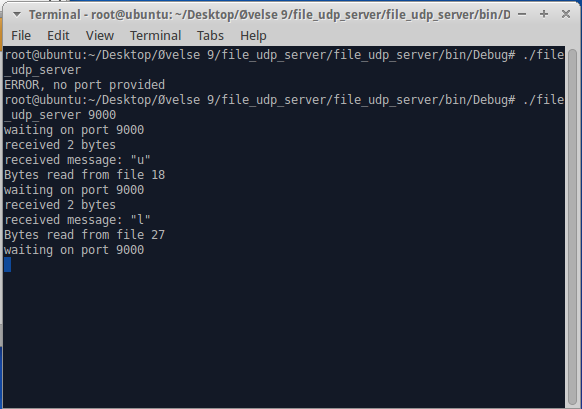 Terminal - root@ubuntu: ~/Desktop/Øvelse 9/file_udp_server/file_udp_server/bin/D
File Edit View Terminal Tabs Help
root@ubuntu:~/Desktop/Øvelse 9/file_udp_server/file_udp_server/bin/Debug# ./file
_udp_server
ERROR, no port provided
root@ubuntu:~/Desktop/Øvelse 9/file_udp_server/file_udp_server/bin/Debug# ./file
_udp_server 9000
waiting on port 9000
received 2 bytes
received message: "u"
Bytes read from file 18
waiting on port 9000
received 2 bytes
received message: "l"
Bytes read from file 27
waiting on port 9000